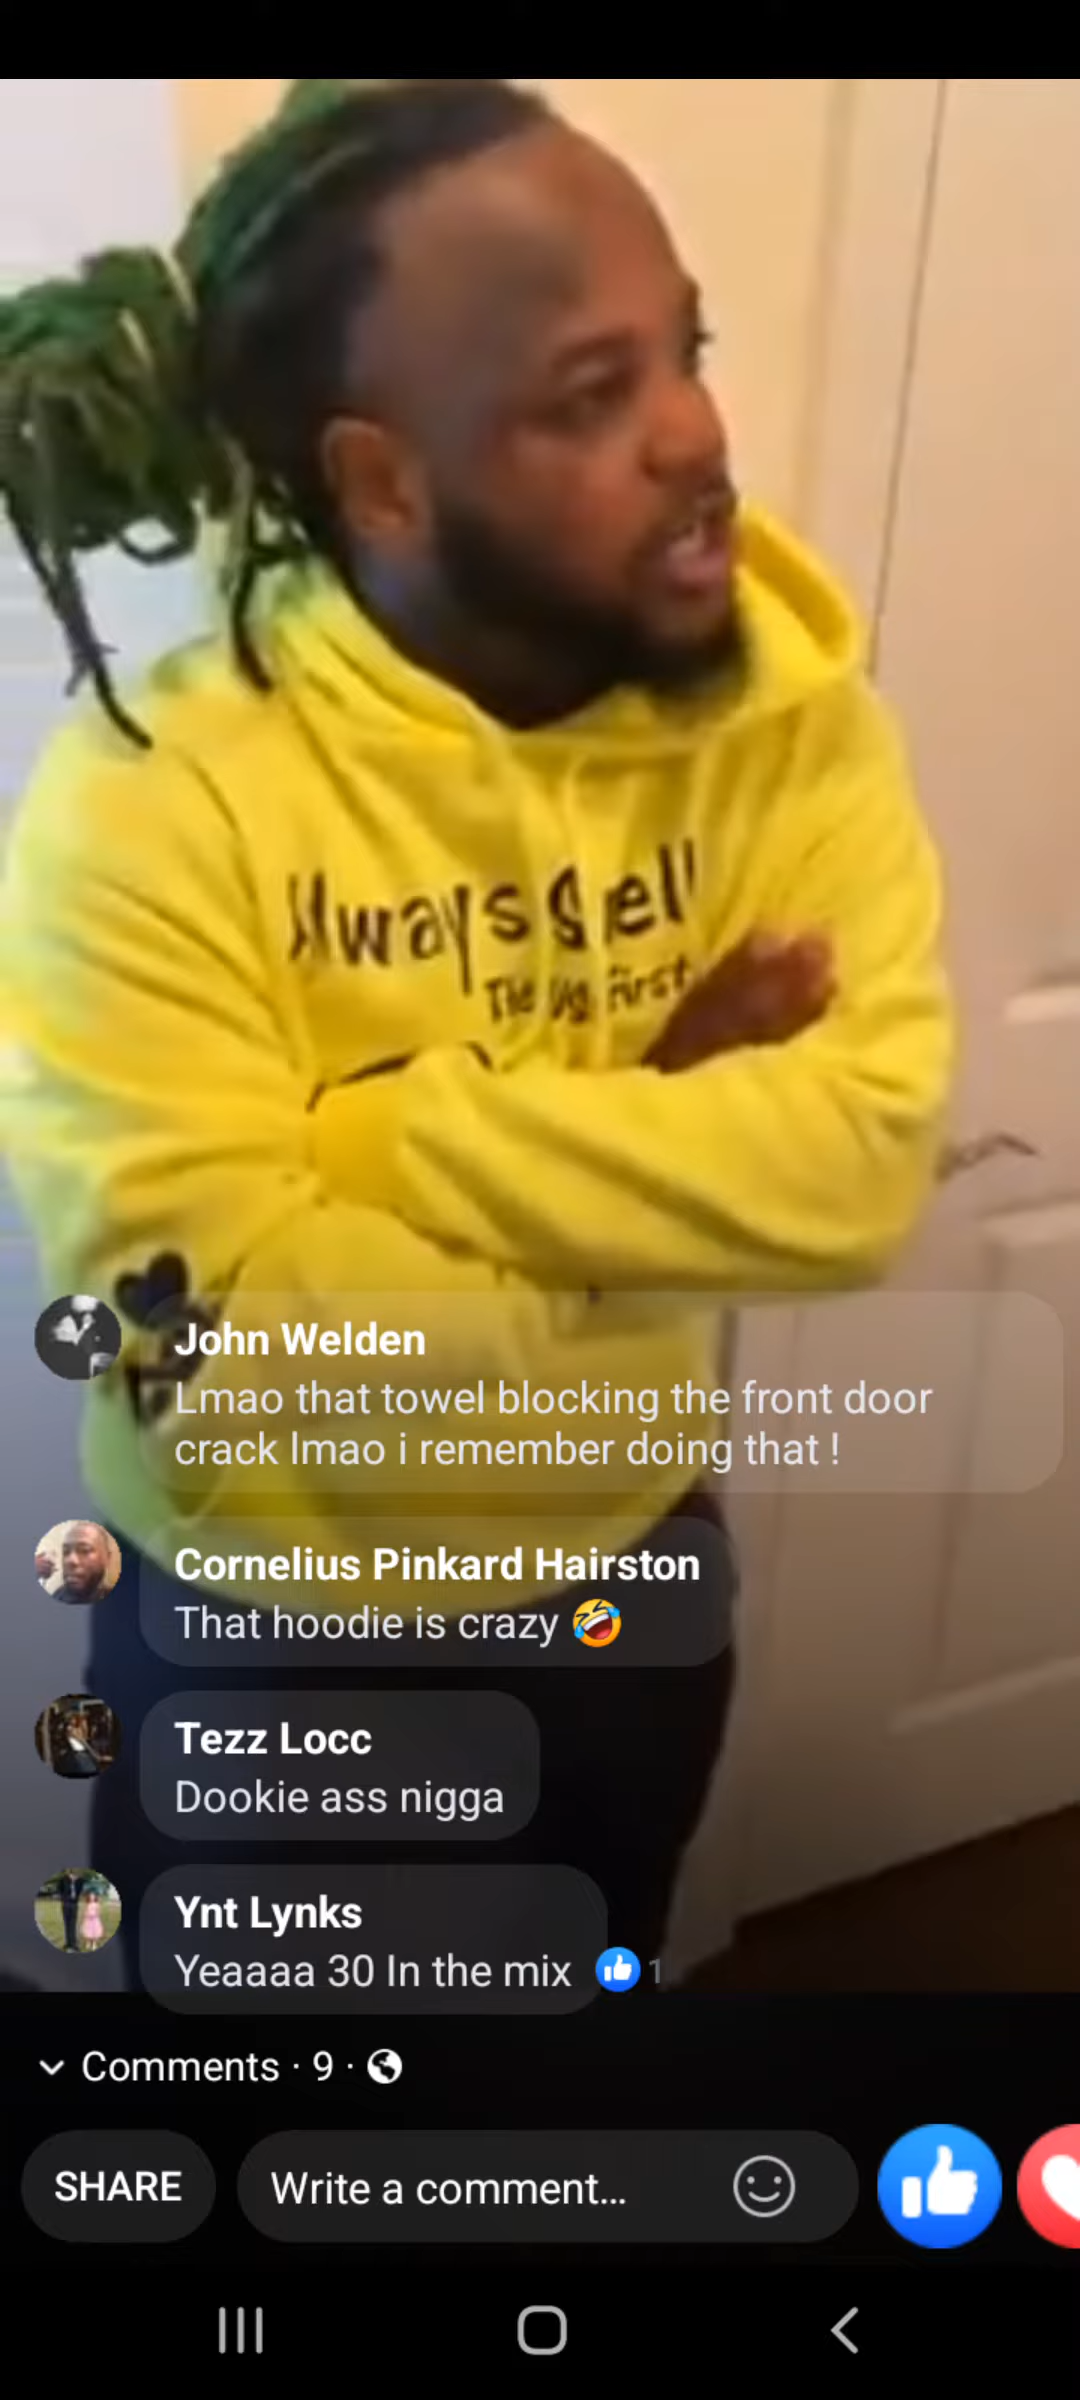 Always
The
First
John Welden
Lmao that towel blocking the front door
crack lmao i remember doing that !
Cornelius Pinkard Hairston
That hoodie is crazy 🤣
Tezz Locc
Dookie ass nigga
Ynt Lynks
Yeaaaa 30 In the mix 1
Comments · 9 ·
SHARE
Write a comment...